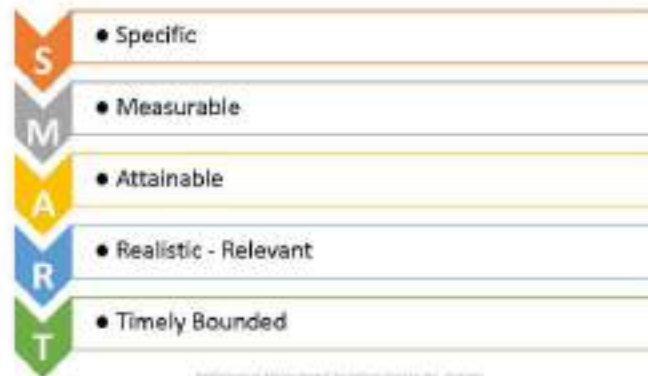 S
● Specific
M
● Measurable
A
● Attainable
R
● Realistic - Relevant
T
● Timely Bounded